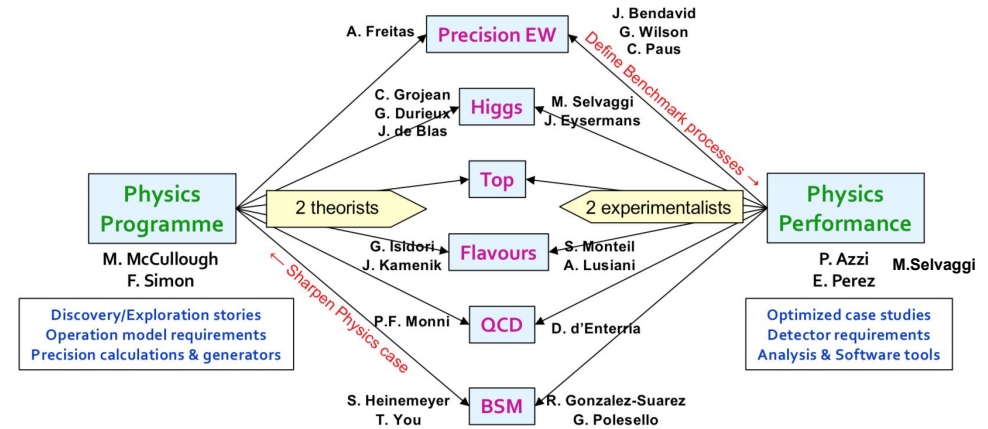 A. Freitas
Precision EW
J. Bendavid
G. Wilson
C. Paus
Define Benchmark processes →
C. Grojean
G. Durieux
J. de Blas
Higgs
M. Selvaggi
J. Eysermans
Physics
Programme
2 theorists
Top
2 experimentalists
Physics
Performance
M. McCullough
F. Simon
G. Isidori
J. Kamenik
Flavours
S. Monteil
A. Lusiani
P. Azzi
E. Perez
M.Selvaggi
← Sharpen Physics case
Discovery/Exploration stories
Operation model requirements
Precision calculations & generators
P.F. Monni
QCD
D. d’Enterria
Optimized case studies
Detector requirements
Analysis & Software tools
S. Heinemeyer
T. You
BSM
R. Gonzalez-Suarez
G. Polesello